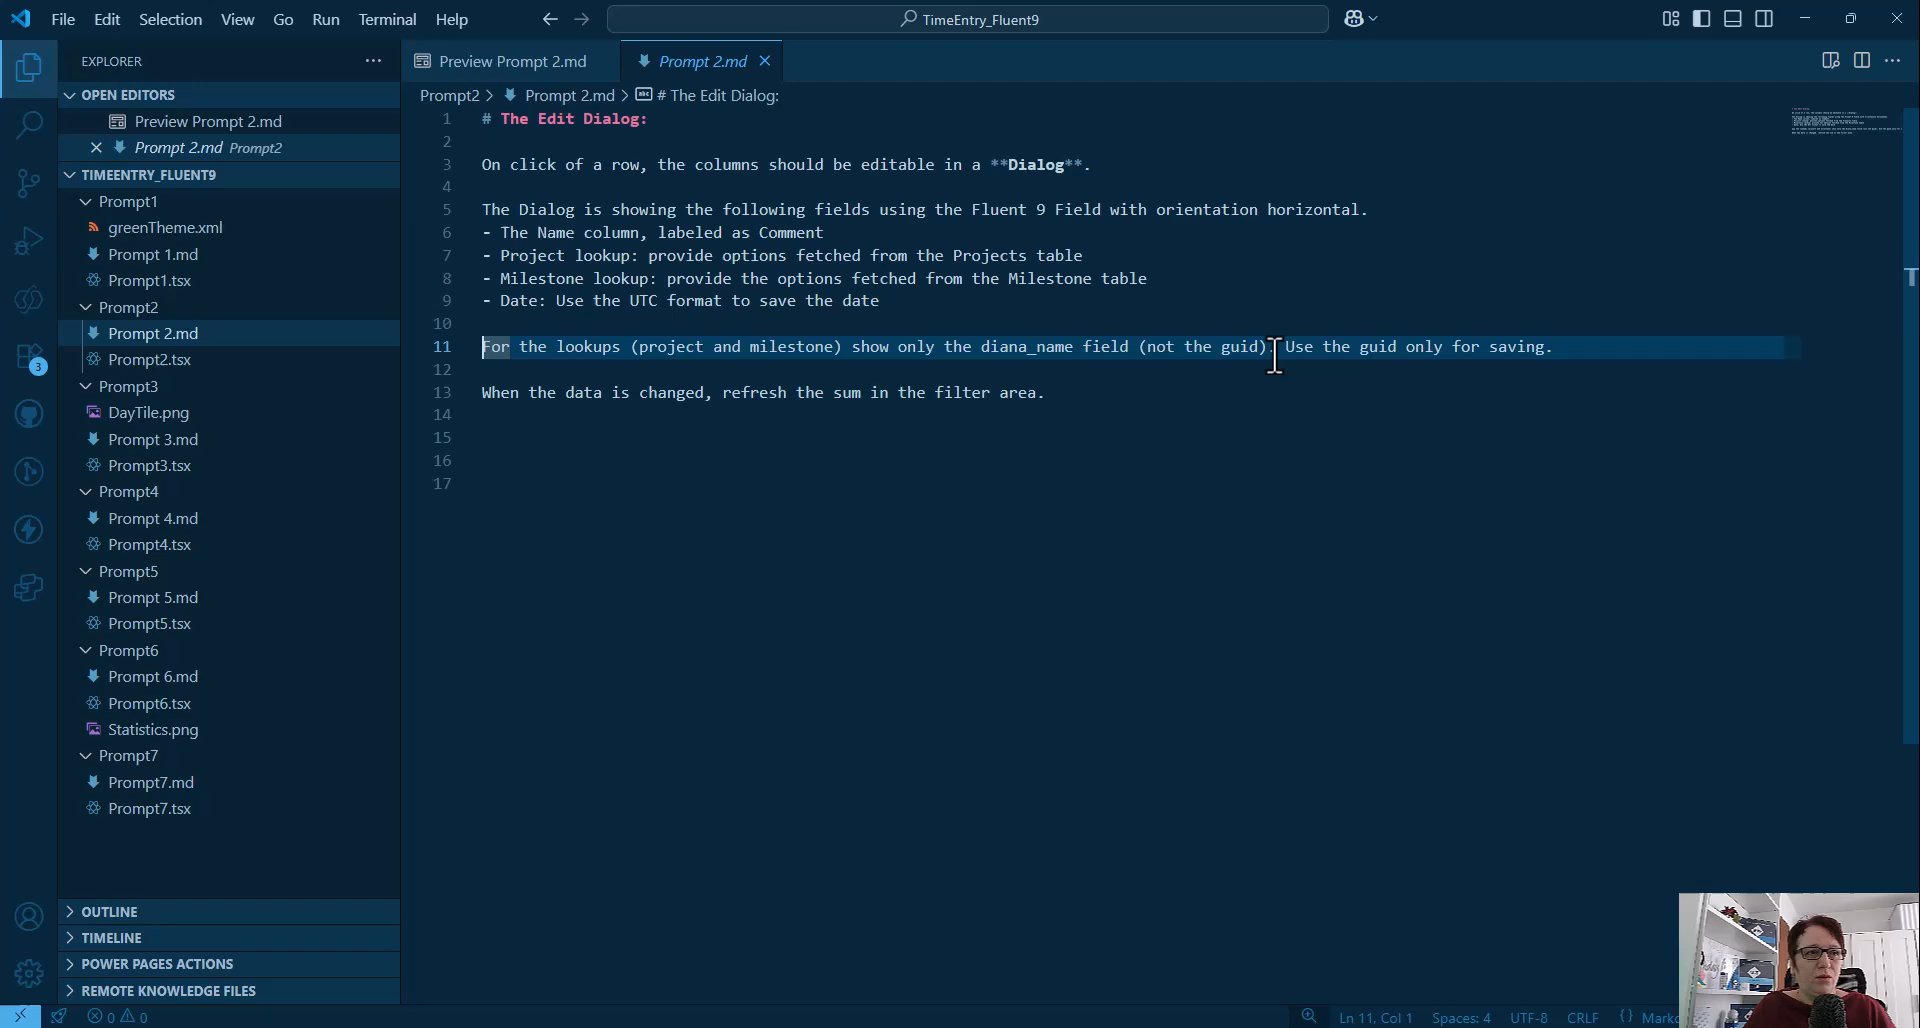 File Edit Selection View Go Run Terminal Help
TimeEntry_Fluent9
EXPLORER
OPEN EDITORS
Preview Prompt 2.md
Prompt 2.md Prompt2
TIMEENTRY_FLUENT9
Prompt1
greenTheme.xml
Prompt 1.md
Prompt1.tsx
Prompt2
Prompt 2.md
Prompt2.tsx
Prompt3
DayTile.png
Prompt 3.md
Prompt3.tsx
Prompt4
Prompt 4.md
Prompt4.tsx
Prompt5
Prompt 5.md
Prompt5.tsx
Prompt6
Prompt 6.md
Prompt6.tsx
Statistics.png
Prompt7
Prompt7.md
Prompt7.tsx
OUTLINE
TIMELINE
POWER PAGES ACTIONS
REMOTE KNOWLEDGE FILES
3
Preview Prompt 2.md
Prompt 2.md
Prompt2 > Prompt 2.md > # The Edit Dialog:
1 # The Edit Dialog:
2
3 On click of a row, the columns should be editable in a **Dialog**.
4
5 The Dialog is showing the following fields using the Fluent 9 Field with orientation horizontal.
6 - The Name column, labeled as Comment
7 - Project lookup: provide options fetched from the Projects table
8 - Milestone lookup: provide the options fetched from the Milestone table
9 - Date: Use the UTC format to save the date
10
11 For the lookups (project and milestone) show only the diana_name field (not the guid). Use the guid only for saving.
12
13 When the data is changed, refresh the sum in the filter area.
14
15
16
17
0 0
Ln 11, Col 1 Spaces: 4 UTF-8 CRLF {}